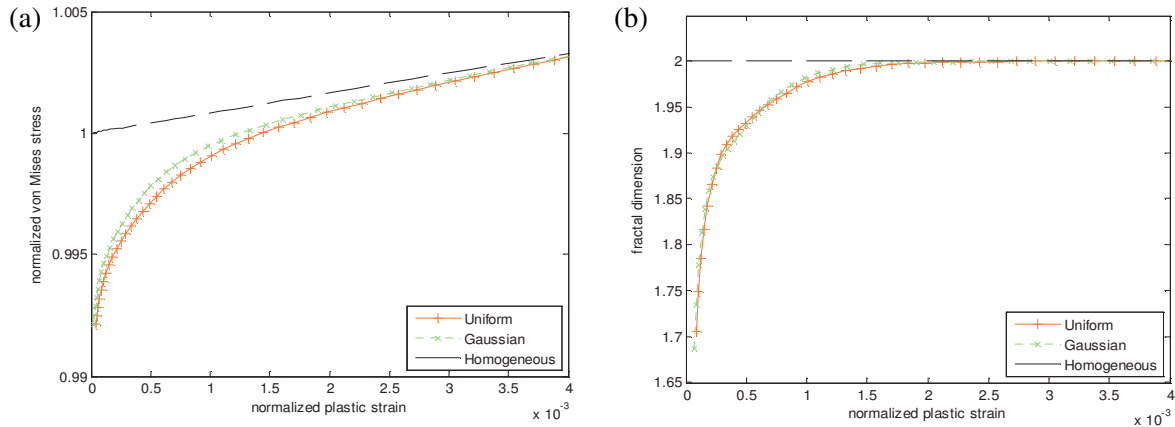 (a)
1.005
1
0.995
0.99
normalized von Mises stress
0 0.5 1 1.5 2 2.5 3 3.5 4
normalized plastic strain
x 10⁻³
Uniform
Gaussian
Homogeneous
(b)
2
1.95
1.9
1.85
1.8
1.75
1.7
1.65
fractal dimension
0 0.5 1 1.5 2 2.5 3 3.5 4
normalized plastic strain
x 10⁻³
Uniform
Gaussian
Homogeneous